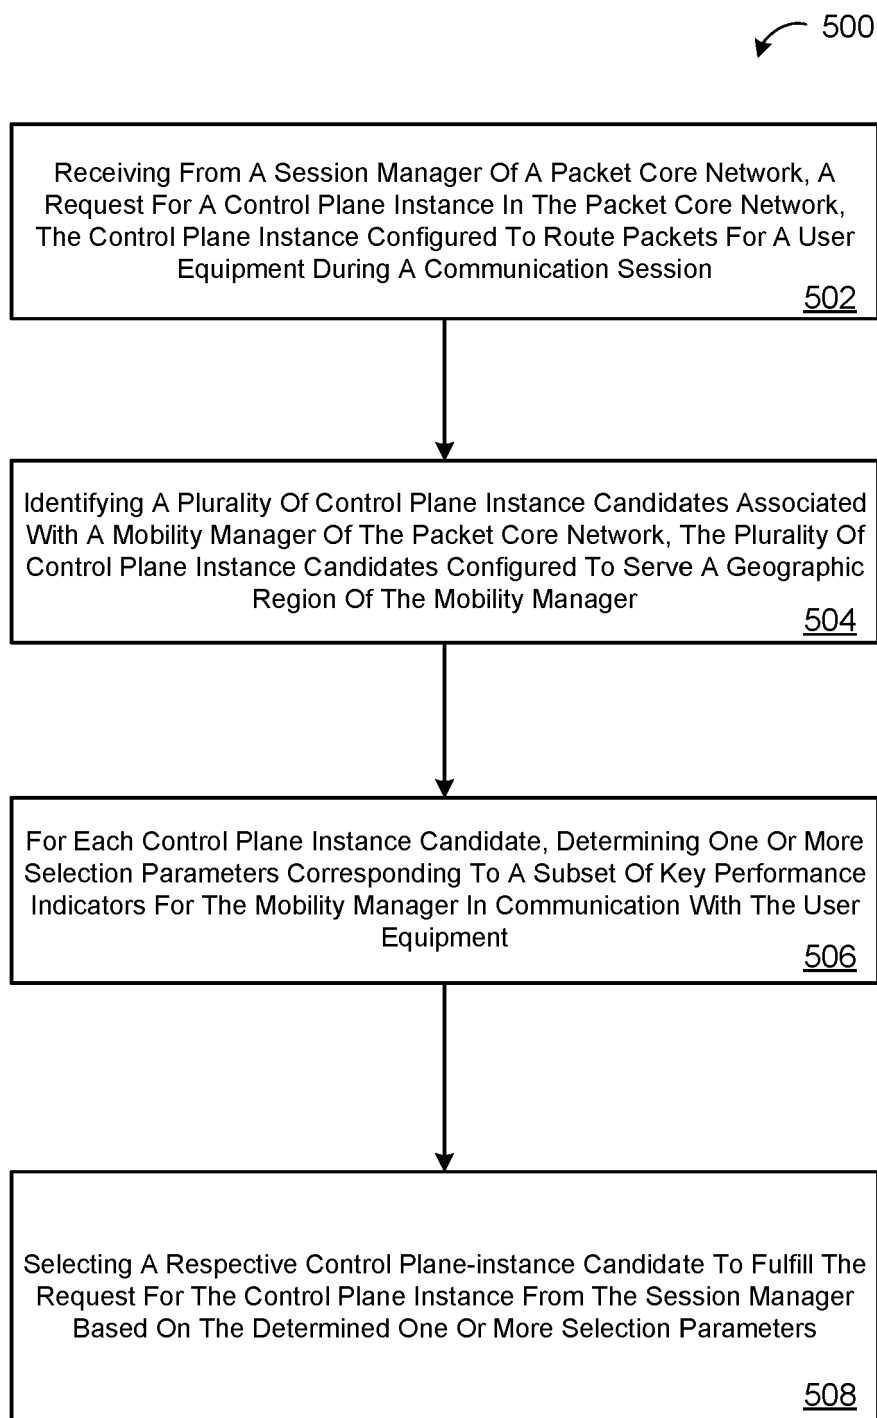 500
Receiving From A Session Manager Of A Packet Core Network, A
Request For A Control Plane Instance In The Packet Core Network,
The Control Plane Instance Configured To Route Packets For A User
Equipment During A Communication Session
502
Identifying A Plurality Of Control Plane Instance Candidates Associated
With A Mobility Manager Of The Packet Core Network, The Plurality Of
Control Plane Instance Candidates Configured To Serve A Geographic
Region Of The Mobility Manager
504
For Each Control Plane Instance Candidate, Determining One Or More
Selection Parameters Corresponding To A Subset Of Key Performance
Indicators For The Mobility Manager In Communication With The User
Equipment
506
Selecting A Respective Control Plane-instance Candidate To Fulfill The
Request For The Control Plane Instance From The Session Manager
Based On The Determined One Or More Selection Parameters
508